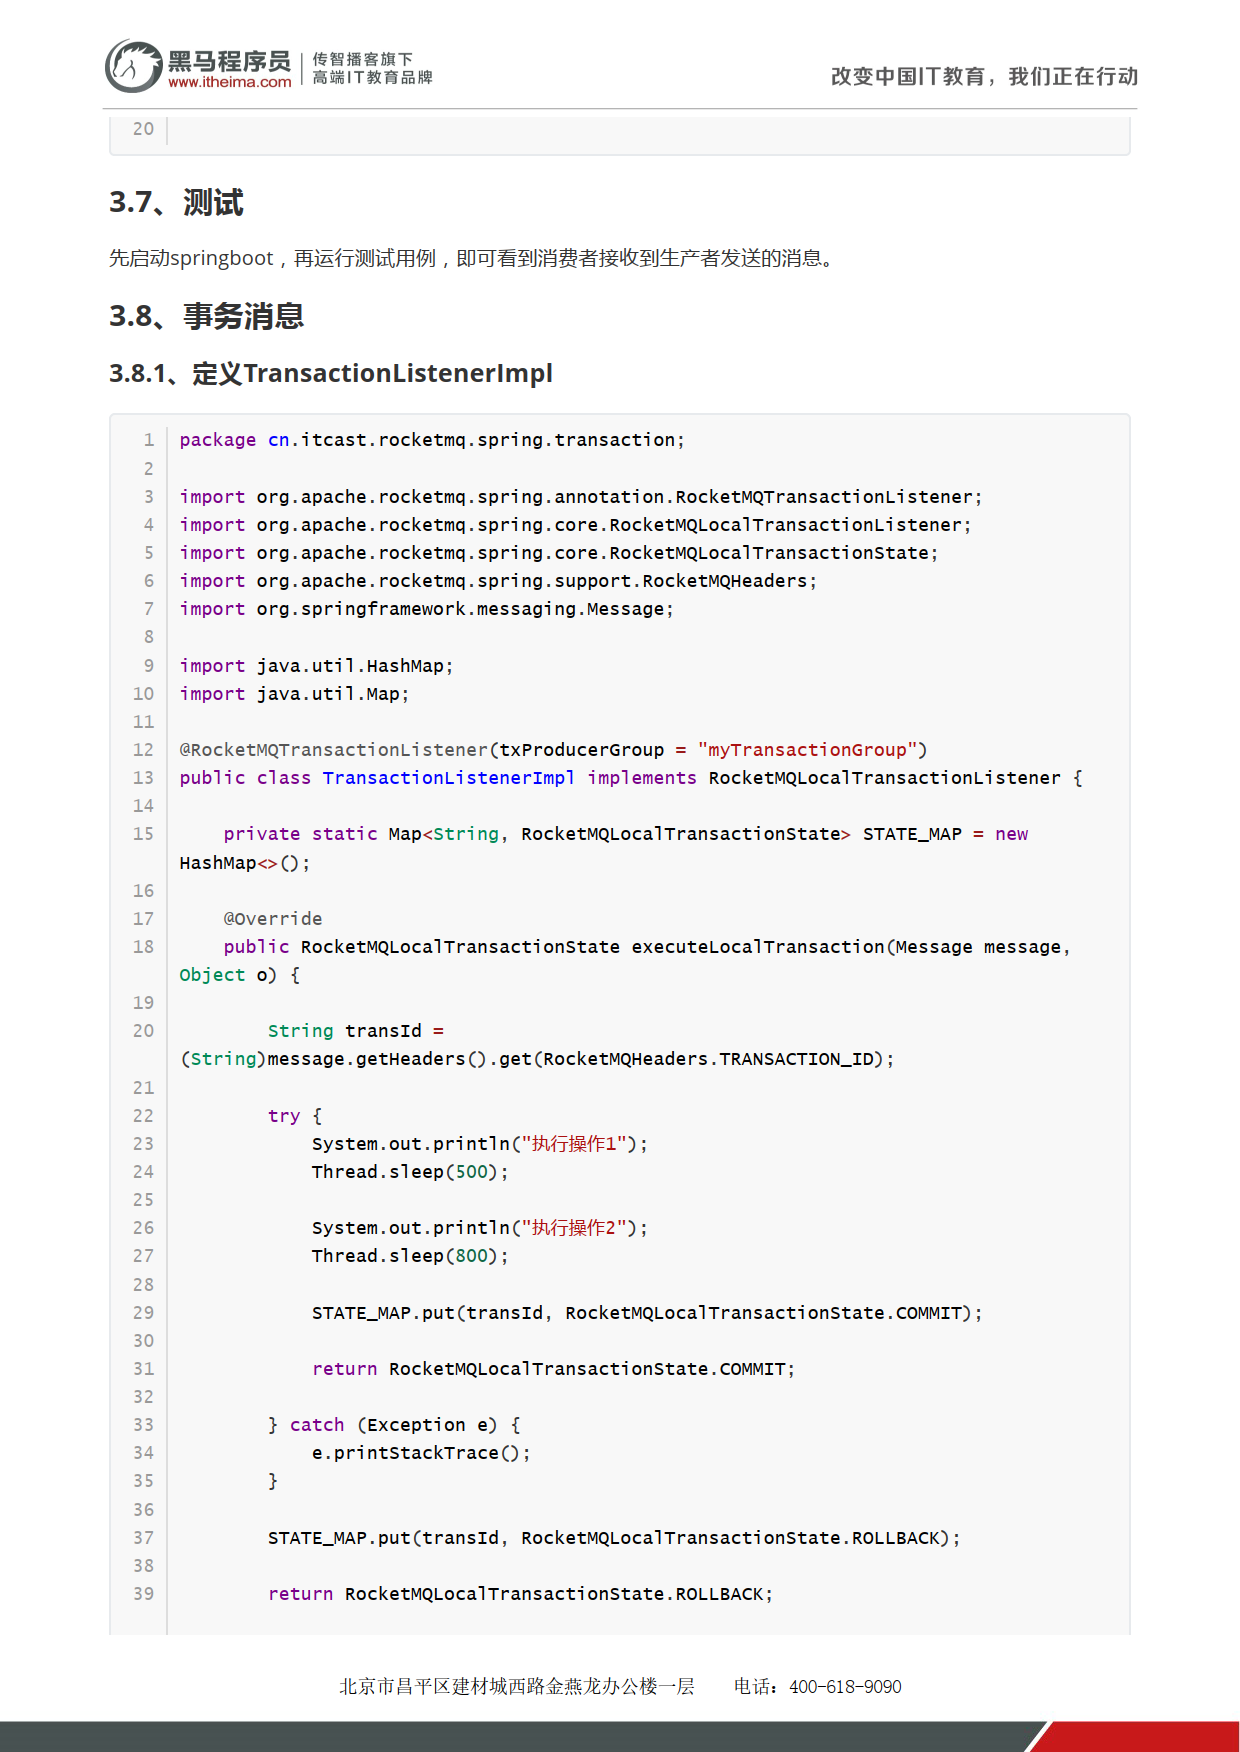 黑马程序员
www.itheima.com
传智播客旗下
高端IT教育品牌
改变中国IT教育，我们正在行动
20
3.7、测试
先启动springboot，再运行测试用例，即可看到消费者接收到生产者发送的消息。
3.8、事务消息
3.8.1、定义TransactionListenerImpl
1 package cn.itcast.rocketmq.spring.transaction;
2
3 import org.apache.rocketmq.spring.annotation.RocketMQTransactionListener;
4 import org.apache.rocketmq.spring.core.RocketMQLocalTransactionListener;
5 import org.apache.rocketmq.spring.core.RocketMQLocalTransactionState;
6 import org.apache.rocketmq.spring.support.RocketMQHeaders;
7 import org.springframework.messaging.Message;
8
9 import java.util.HashMap;
10 import java.util.Map;
11
12 @RocketMQTransactionListener(txProducerGroup = "myTransactionGroup")
13 public class TransactionListenerImpl implements RocketMQLocalTransactionListener {
14
15     private static Map<String, RocketMQLocalTransactionState> STATE_MAP = new
HashMap<>();
16
17     @Override
18     public RocketMQLocalTransactionState executeLocalTransaction(Message message,
Object o) {
19
20         String transId =
(String)message.getHeaders().get(RocketMQHeaders.TRANSACTION_ID);
21
22         try {
23             System.out.println("执行操作1");
24             Thread.sleep(500);
25
26             System.out.println("执行操作2");
27             Thread.sleep(800);
28
29             STATE_MAP.put(transId, RocketMQLocalTransactionState.COMMIT);
30
31             return RocketMQLocalTransactionState.COMMIT;
32
33         } catch (Exception e) {
34             e.printStackTrace();
35         }
36
37         STATE_MAP.put(transId, RocketMQLocalTransactionState.ROLLBACK);
38
39         return RocketMQLocalTransactionState.ROLLBACK;
北京市昌平区建材城西路金燕龙办公楼一层 电话：400-618-9090